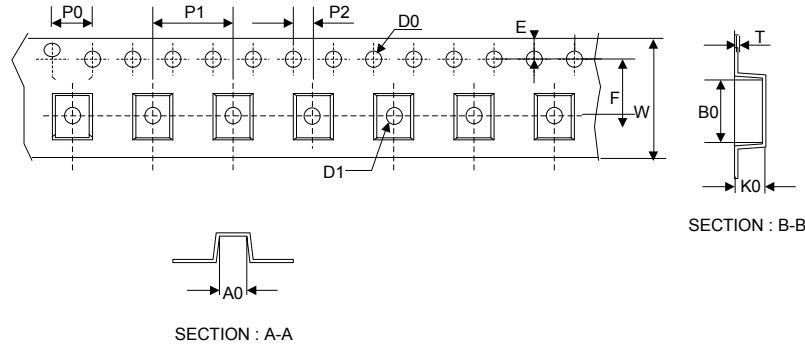 P0
P1
P2
D0
E
T
F
W
B0
D1
K0
SECTION : B-B
A0
SECTION : A-A